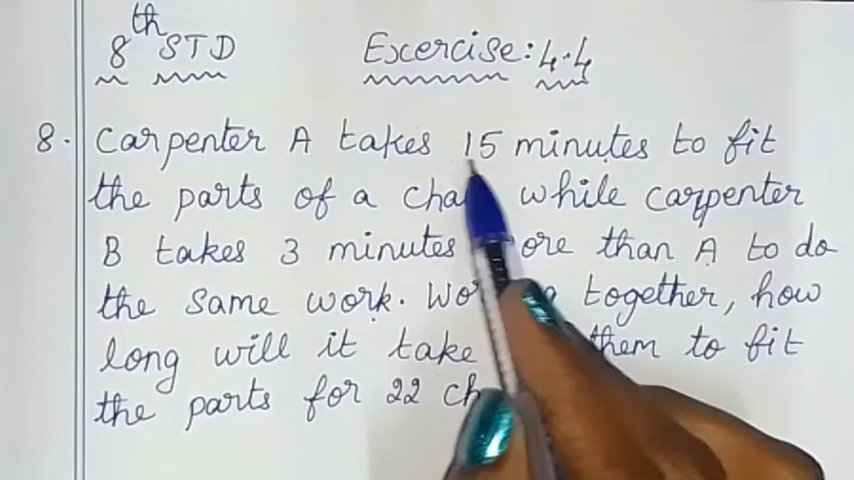 8th STD Exercise: 4.4
8. Carpenter A takes 15 minutes to fit
the parts of a cha while carpenter
B takes 3 minutes ore than A to do
the same work. Wo together, how
long will it take them to fit
the parts for 22 ch